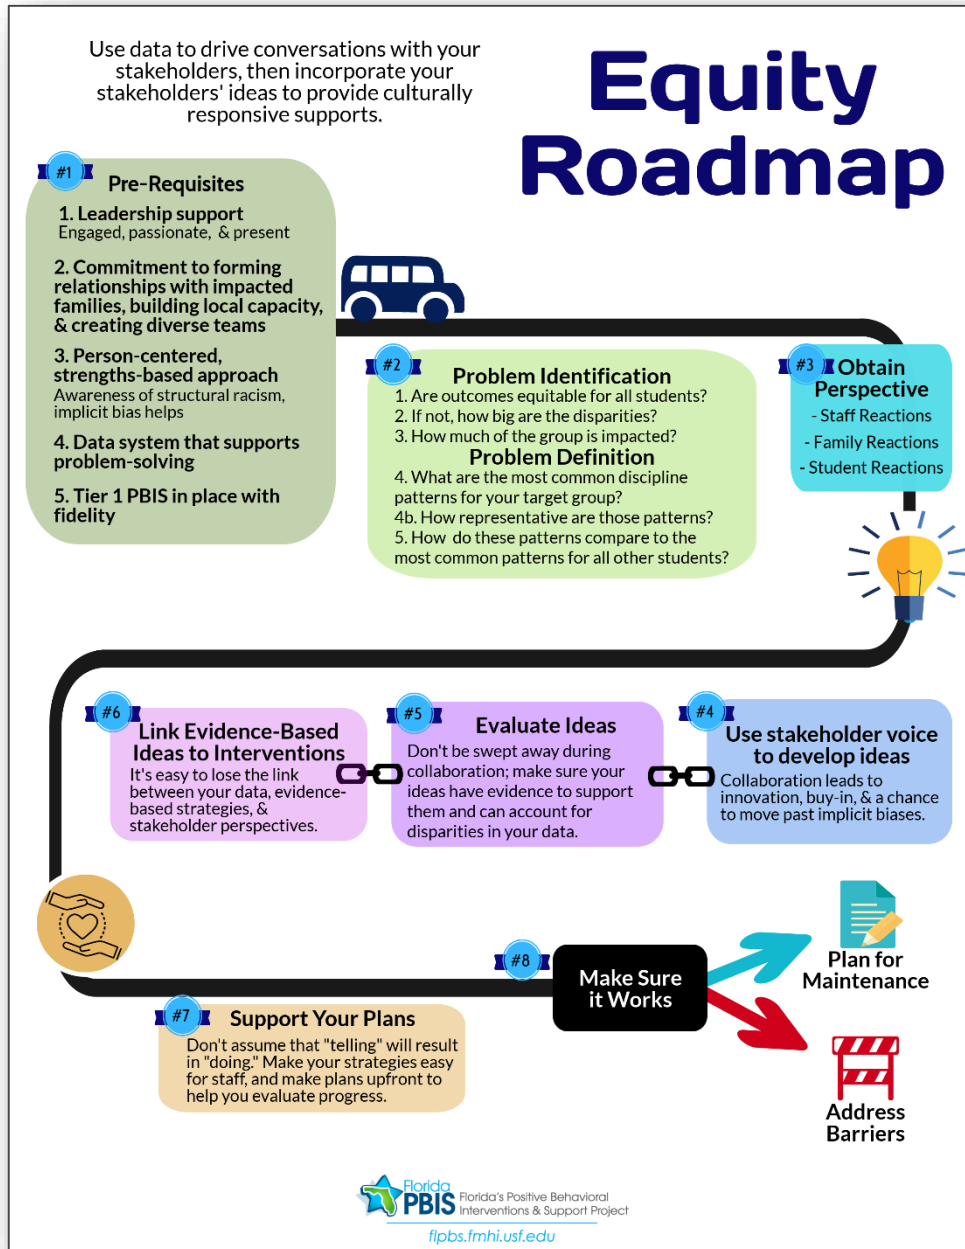 Use data to drive conversations with your
stakeholders, then incorporate your
stakeholders' ideas to provide culturally
responsive supports.
Equity
Roadmap
#1
Pre-Requisites
1. Leadership support
Engaged, passionate, & present
2. Commitment to forming
relationships with impacted
families, building local capacity,
& creating diverse teams
3. Person-centered,
strengths-based approach
Awareness of structural racism,
implicit bias helps
4. Data system that supports
problem-solving
5. Tier 1 PBIS in place with
fidelity
#2
Problem Identification
1. Are outcomes equitable for all students?
2. If not, how big are the disparities?
3. How much of the group is impacted?
Problem Definition
4. What are the most common discipline
patterns for your target group?
4b. How representative are those patterns?
5. How do these patterns compare to the
most common patterns for all other students?
#3
Obtain
Perspective
- Staff Reactions
- Family Reactions
- Student Reactions
#4
Use stakeholder voice
to develop ideas
Collaboration leads to
innovation, buy-in, & a chance
to move past implicit biases.
#5
Evaluate Ideas
Don't be swept away during
collaboration; make sure your
ideas have evidence to support
them and can account for
disparities in your data.
#6
Link Evidence-Based
Ideas to Interventions
It's easy to lose the link
between your data, evidence-
based strategies, &
stakeholder perspectives.
#7
Support Your Plans
Don't assume that "telling" will result
in "doing." Make your strategies easy
for staff, and make plans upfront to
help you evaluate progress.
#8
Make Sure
it Works
Plan for
Maintenance
Address
Barriers
Florida
PBIS
Florida's Positive Behavioral
Interventions & Support Project
flpbs.fmhi.usf.edu